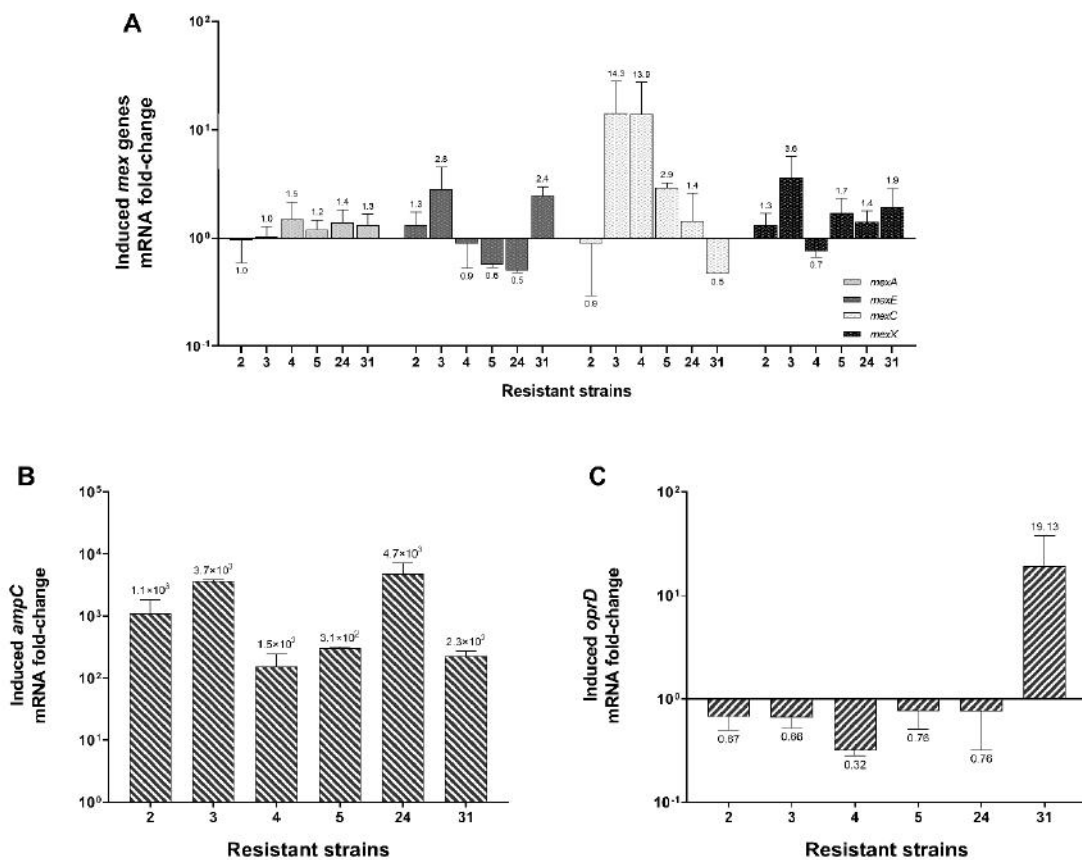 A
Induced mex genes
mRNA fold-change
10²
10¹
10⁰
10⁻¹
1.0
1.0
1.5
1.2
1.4
1.3
1.3
2.8
0.9
0.6
0.5
2.4
0.9
14.3
13.9
2.9
1.4
0.5
1.3
3.6
0.7
1.7
1.4
1.9
mexA
mexE
mexC
mexX
2 3 4 5 24 31 2 3 4 5 24 31 2 3 4 5 24 31 2 3 4 5 24 31
Resistant strains
B
Induced ampC
mRNA fold-change
10⁵
10⁴
10³
10²
10¹
10⁰
1.1×10³
3.7×10³
1.5×10³
3.1×10²
4.7×10³
2.3×10³
2 3 4 5 24 31
Resistant strains
C
Induced oprD
mRNA fold-change
10²
10¹
10⁰
10⁻¹
0.67
0.66
0.32
0.76
0.76
19.13
2 3 4 5 24 31
Resistant strains